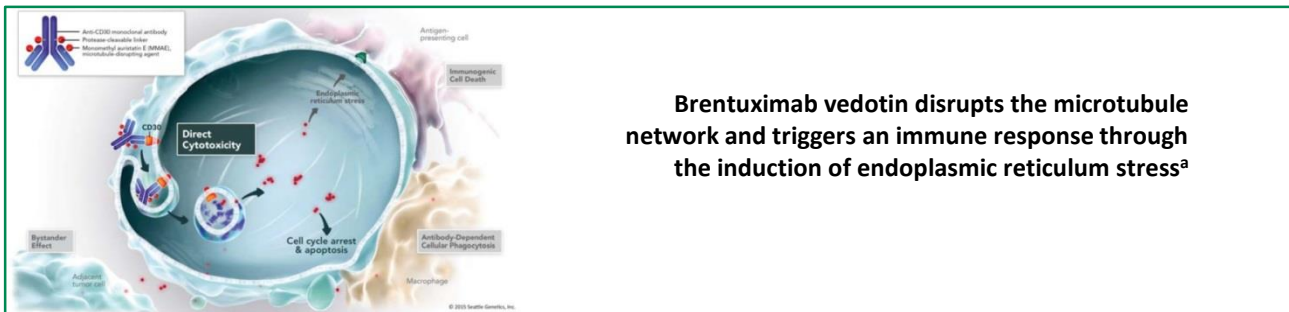 Anti-CD30 monoclonal antibody
Protease-cleavable linker
Monomethyl auristatin E (MMAE),
microtubule-disrupting agent
Antigen-
presenting cell
Immunogenic
Cell Death
Endoplasmic
reticulum stress
CD30
Direct
Cytotoxicity
Cell cycle arrest
& apoptosis
Bystander
Effect
Adjacent
tumor cell
Antibody-Dependent
Cellular Phagocytosis
Macrophage
© 2015 Seattle Genetics, Inc.
Brentuximab vedotin disrupts the microtubule
network and triggers an immune response through
the induction of endoplasmic reticulum stressᵃ